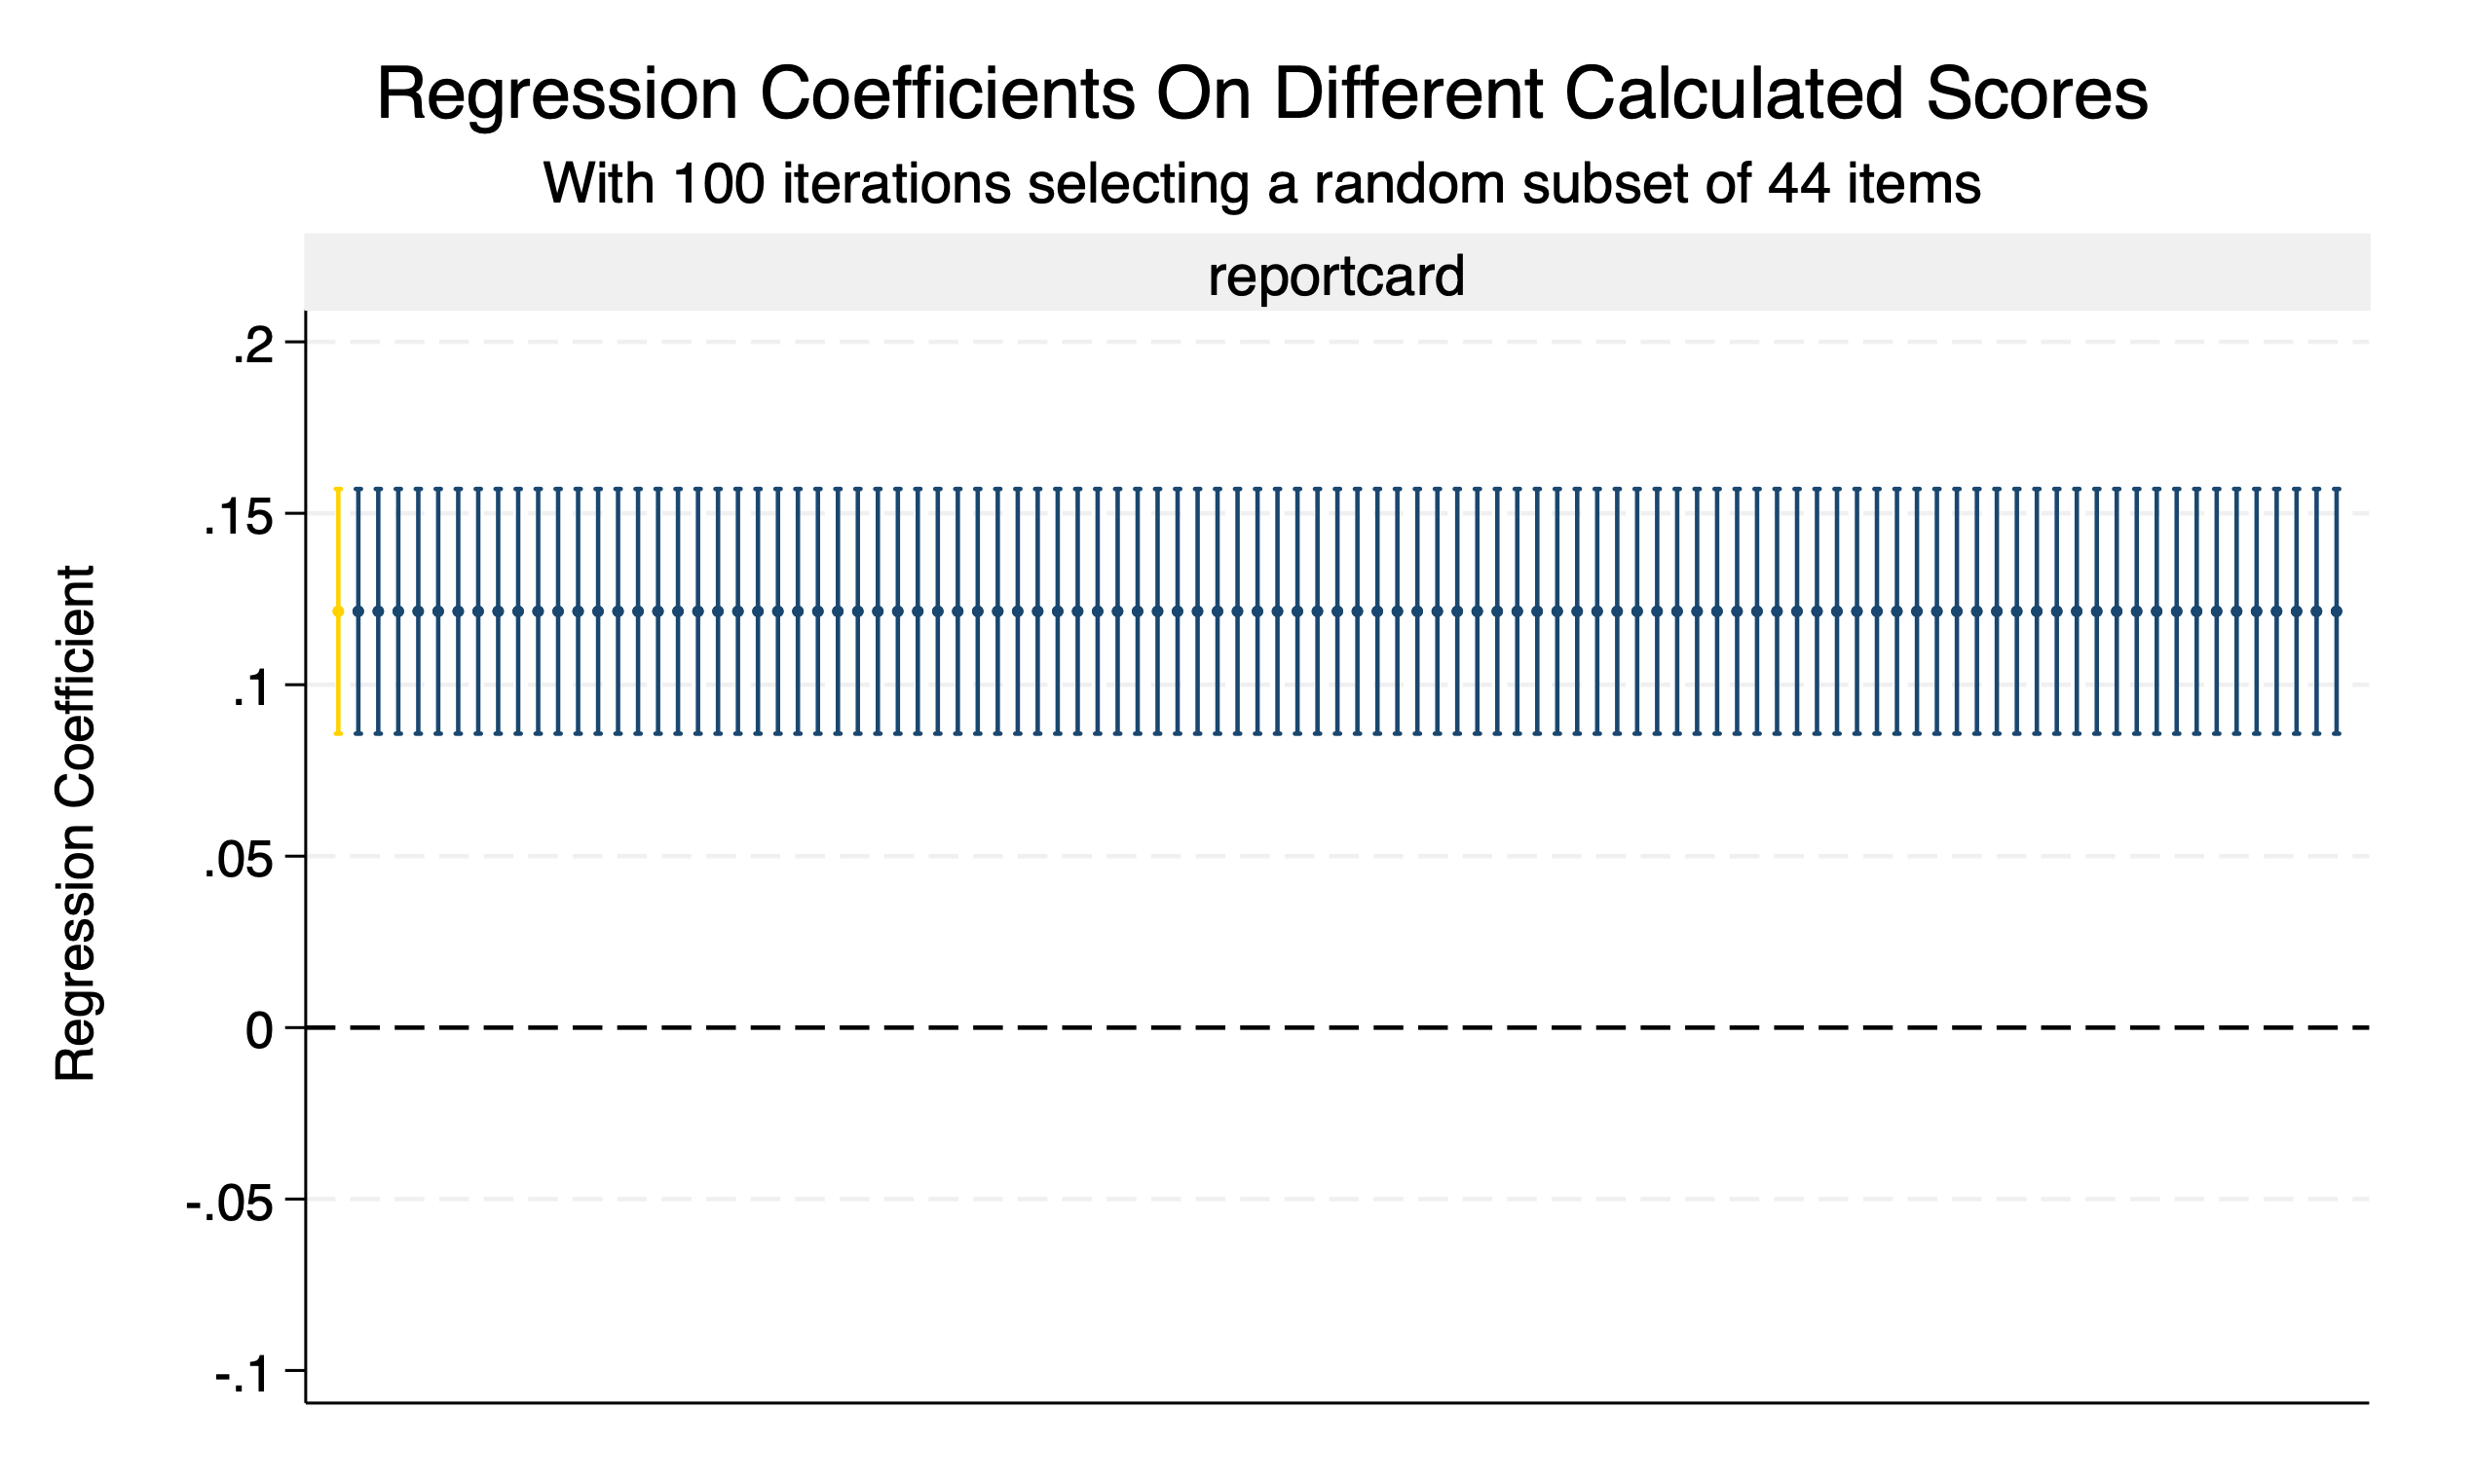 Regression Coefficients On Different Calculated Scores
With 100 iterations selecting a random subset of 44 items
reportcard
Regression Coefficient
.2
.15
.1
.05
0
-.05
-.1